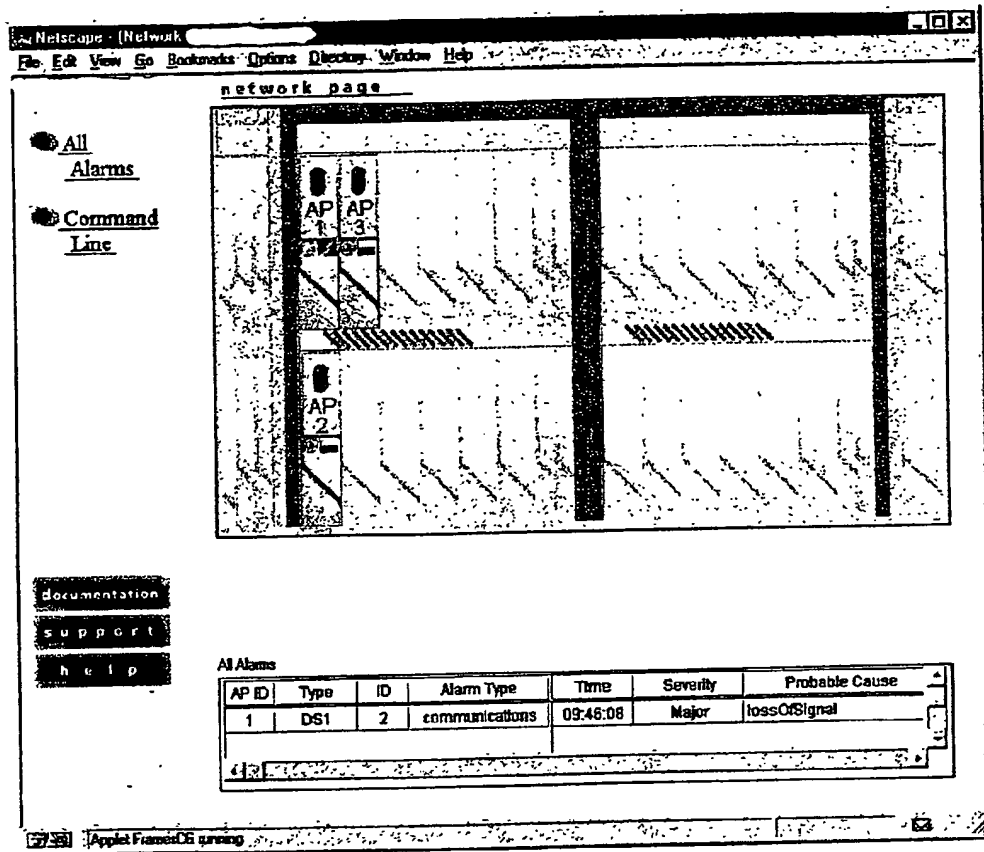 Netscape - (Network
File Edit View Go Bookmarks Options Directory Window Help
network page
All
Alarms
Command
Line
AP
1
AP
3
AP
2
documentation
support
help
All Alarms
AP ID Type ID Alarm Type Time Severity Probable Cause
1 DS1 2 communications 09:46:08 Major lossOfSignal
Applet running